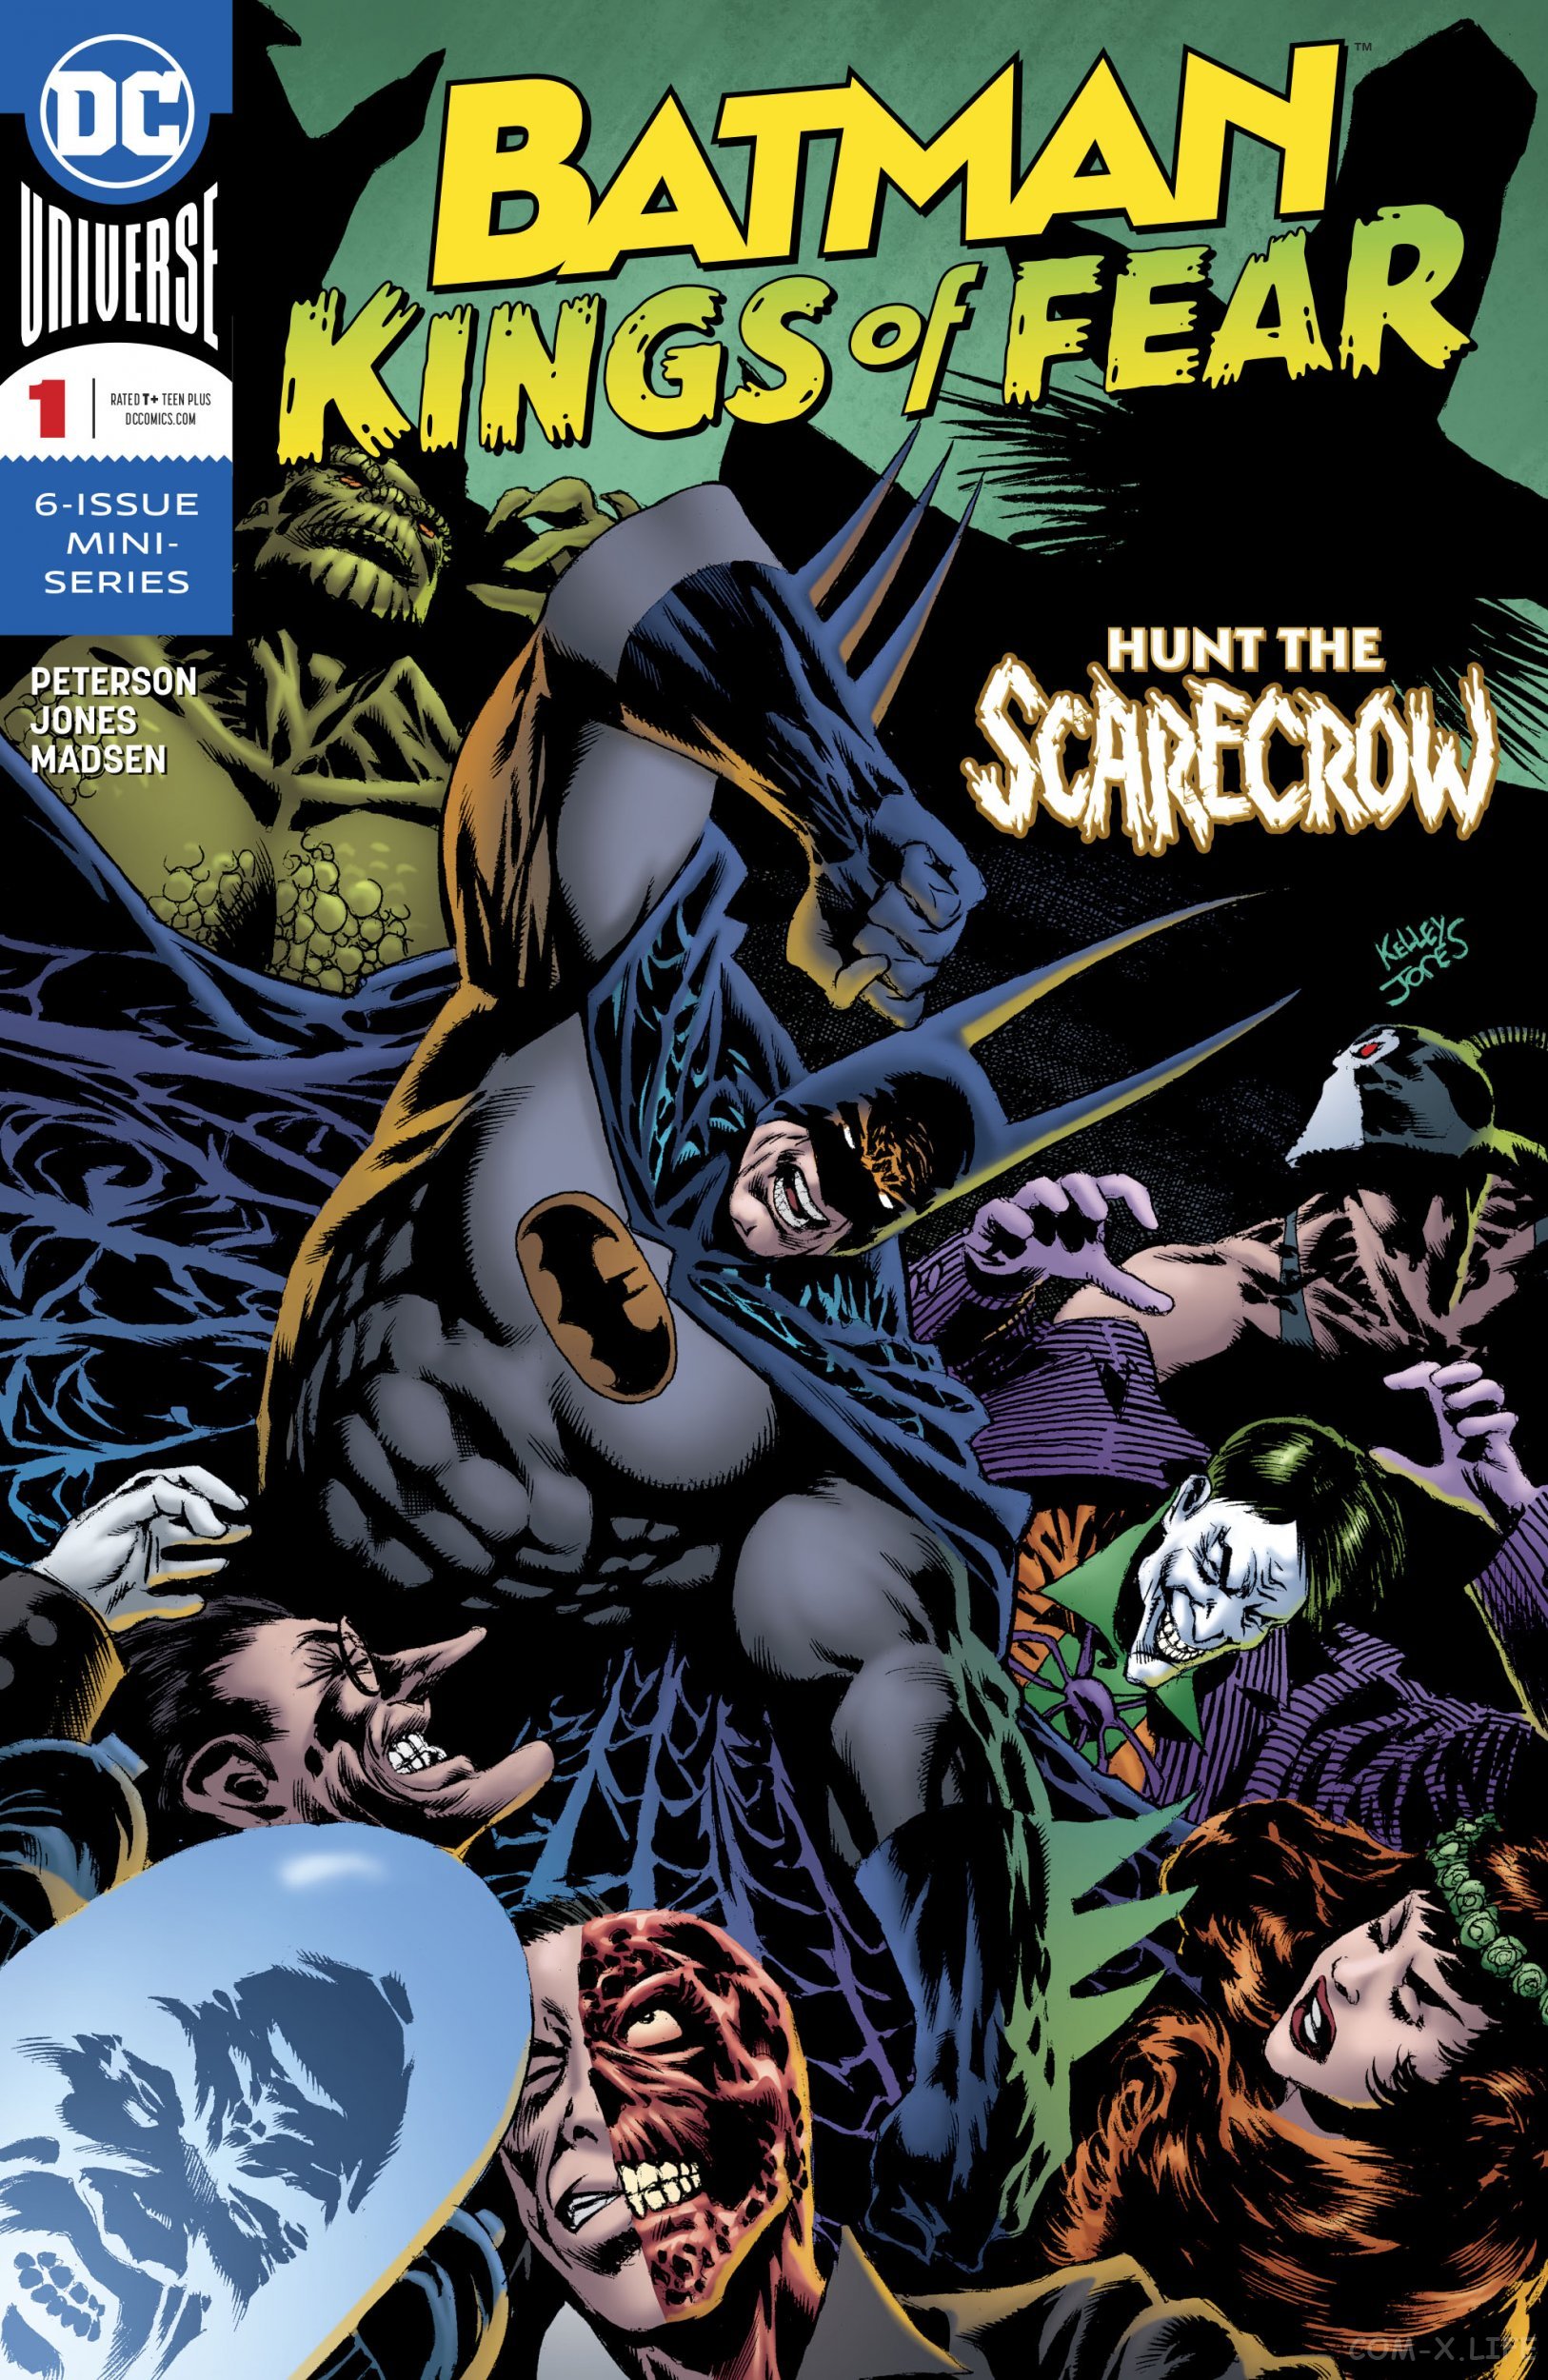 DC
UNIVERSE
1
RATED T+ TEEN PLUS
DCCOMICS.COM
6-ISSUE
MINI-
SERIES
PETERSON
JONES
MADSEN
BATMAN™
KINGS of FEAR
HUNT THE
SCARECROW
KELLEY
JONES
COM-X.LIFE